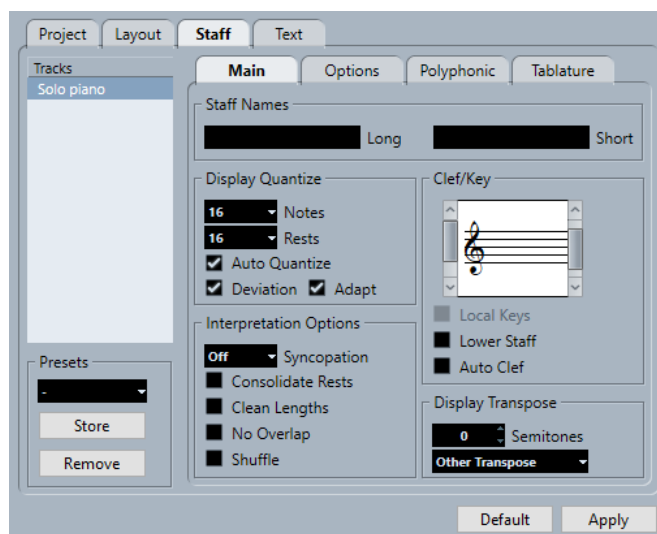 Project Layout Staff Text
Tracks
Solo piano
Main Options Polyphonic Tablature
Staff Names
Long Short
Display Quantize
16 Notes
16 Rests
Auto Quantize
Deviation Adapt
Interpretation Options
Off Syncopation
Consolidate Rests
Clean Lengths
No Overlap
Shuffle
Clef/Key
Local Keys
Lower Staff
Auto Clef
Display Transpose
0 Semitones
Other Transpose
Presets
-
Store
Remove
Default Apply